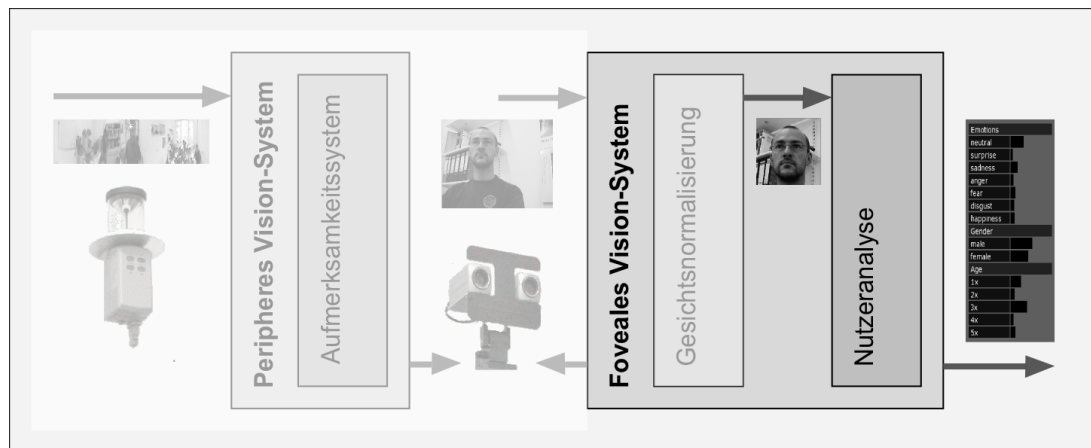 Peripheres Vision-System
Aufmerksamkeitssystem
Foveales Vision-System
Gesichtsnormalisierung
Nutzeranalyse
Emotions
neutral
surprise
sadness
anger
fear
disgust
happiness
Gender
male
female
Age
1x
2x
3x
4x
5x